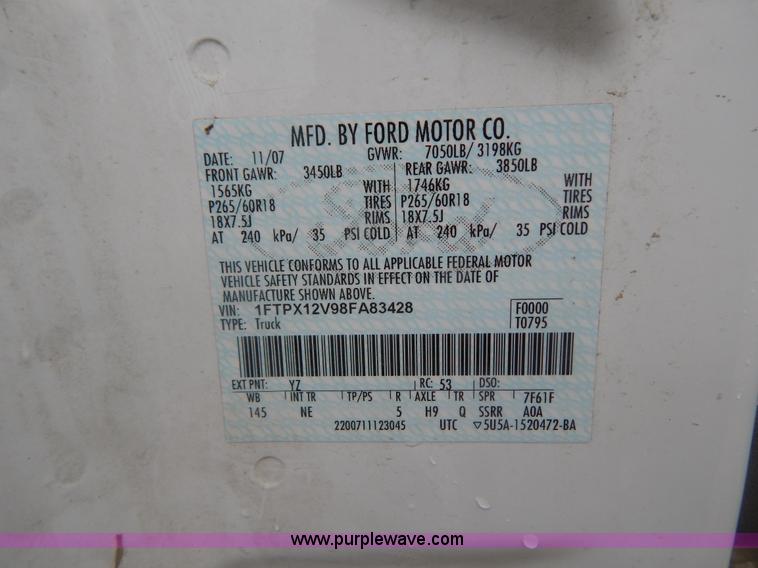 MFD. BY FORD MOTOR CO.
DATE: 11/07 GVWR: 7050LB/ 3198KG
FRONT GAWR: 3450LB REAR GAWR: 3850LB
1565KG WITH 1746KG WITH
P265/60R18 TIRES P265/60R18 TIRES
18X7.5J RIMS 18X7.5J RIMS
AT 240 kPa/ 35 PSI COLD AT 240 kPa/ 35 PSI COLD
THIS VEHICLE CONFORMS TO ALL APPLICABLE FEDERAL MOTOR
VEHICLE SAFETY STANDARDS IN EFFECT ON THE DATE OF
MANUFACTURE SHOWN ABOVE.
VIN: 1FTPX12V98FA83428 F0000
TYPE: Truck T0795
EXT PNT: YZ RC: 53 DSO:
WB INT TR TP/PS R AXLE TR SPR 7F61F
145 NE 5 H9 Q SSRR AOA
2200711123045 UTC ▽5U5A-1520472-BA
Ford
www.purplewave.com